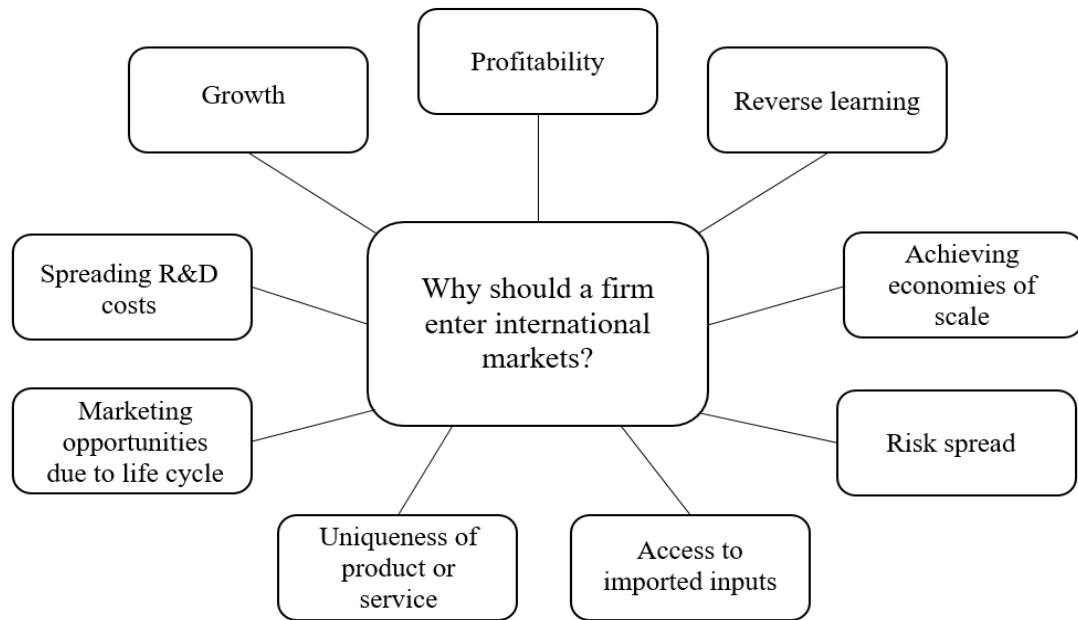 Profitability
Growth
Reverse learning
Spreading R&D
costs
Why should a firm
enter international
markets?
Achieving
economies of
scale
Marketing
opportunities
due to life cycle
Risk spread
Uniqueness of
product or
service
Access to
imported inputs